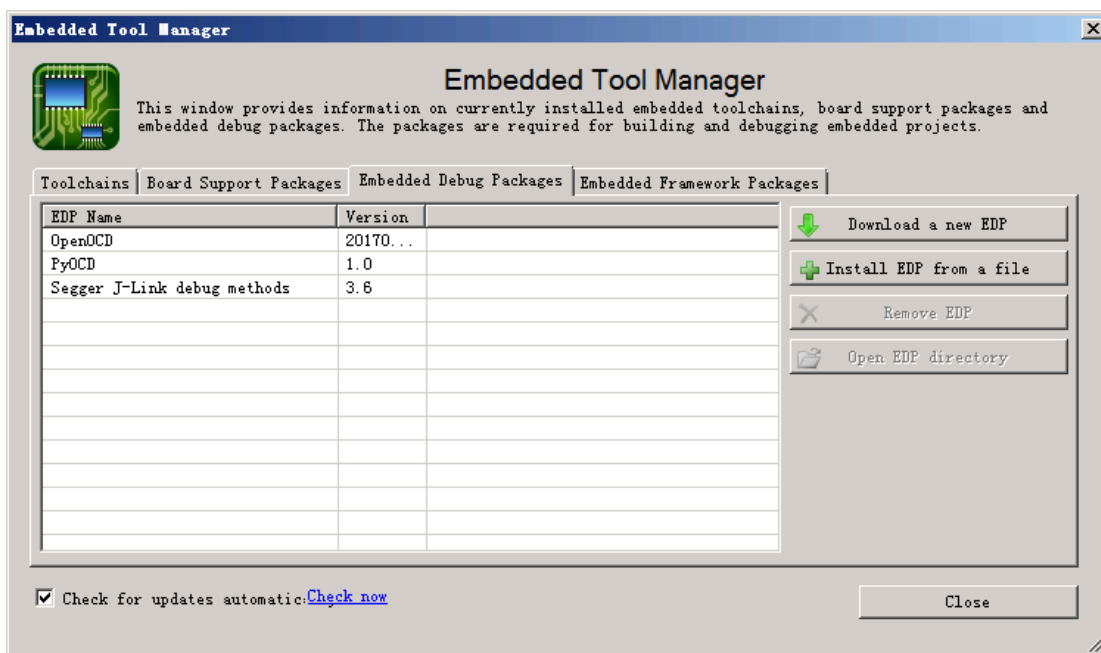 Embedded Tool Manager
Embedded Tool Manager
This window provides information on currently installed embedded toolchains, board support packages and
embedded debug packages. The packages are required for building and debugging embedded projects.
Toolchains Board Support Packages Embedded Debug Packages Embedded Framework Packages
EDP Name Version
OpenOCD 20170...
PyOCD 1.0
Segger J-Link debug methods 3.6
Download a new EDP
Install EDP from a file
Remove EDP
Open EDP directory
Check for updates automatic Check now
Close